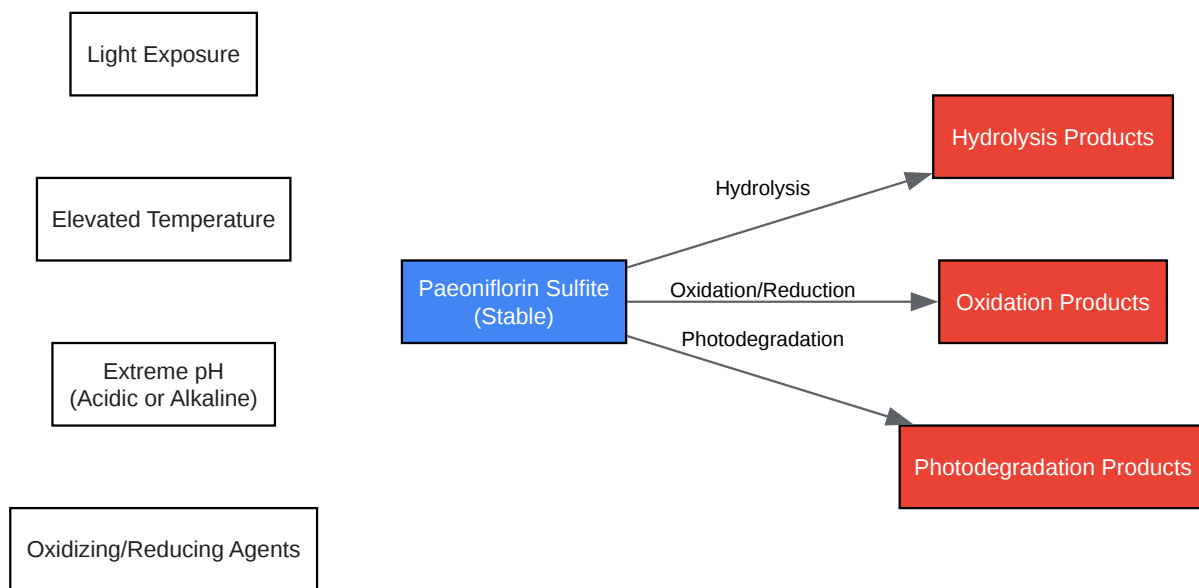 Light Exposure
Elevated Temperature
Extreme pH
(Acidic or Alkaline)
Oxidizing/Reducing Agents
Paeoniflorin Sulfite
(Stable)
Hydrolysis
Oxidation/Reduction
Photodegradation
Hydrolysis Products
Oxidation Products
Photodegradation Products